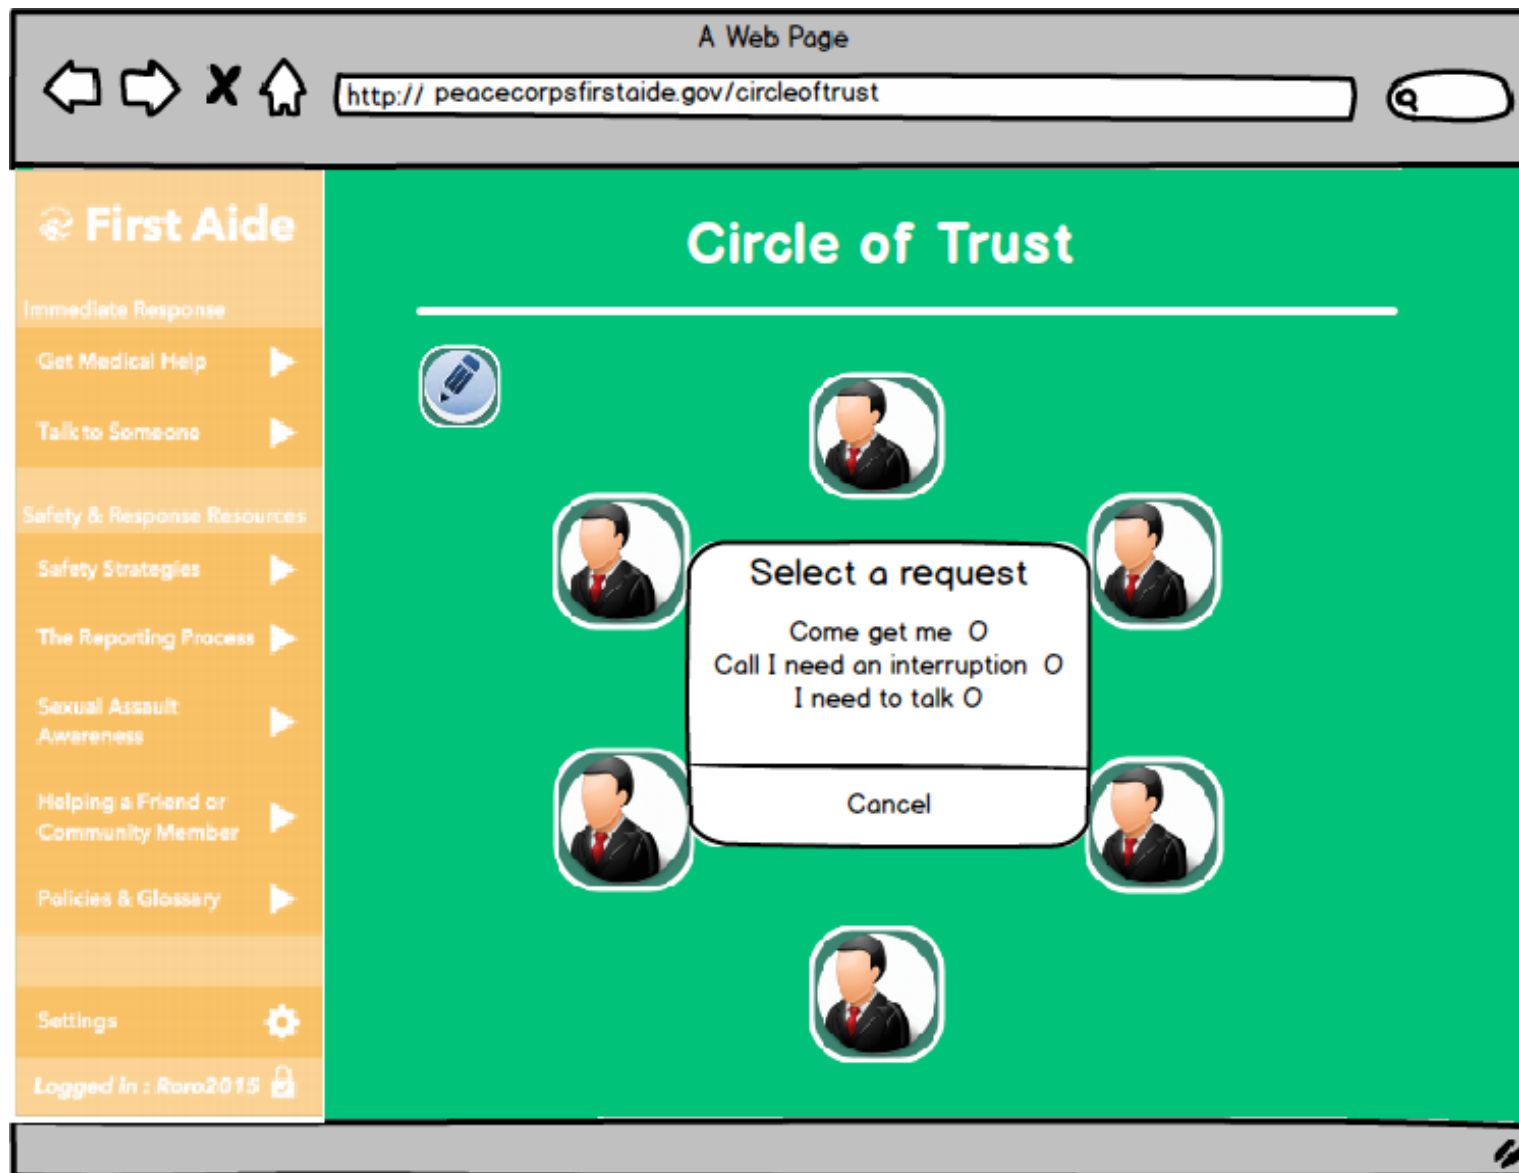 A Web Page
http:// peacecorpsfirstaide.gov/circleoftrust
First Aide
Immediate Response
Get Medical Help
Talk to Someone
Safety & Response Resources
Safety Strategies
The Reporting Process
Sexual Assault
Awareness
Helping a Friend or
Community Member
Policies & Glossary
Settings
Logged in : Roro2015
Circle of Trust
Select a request
Come get me O
Call I need an interruption O
I need to talk O
Cancel